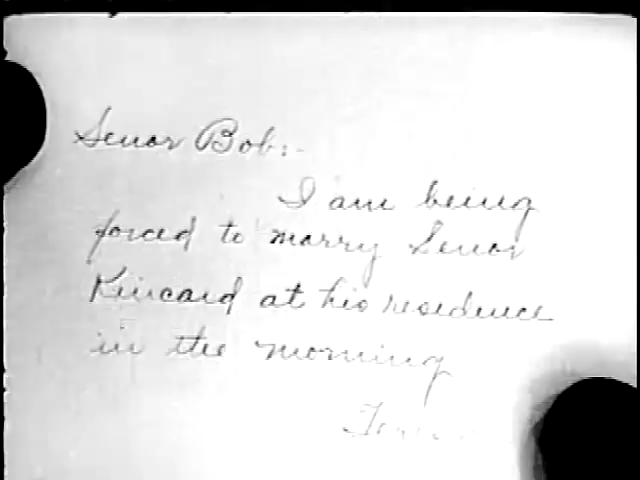 Senor Bob:-
I am being
forced to marry Senor
Kincaid at his residence
in the morning